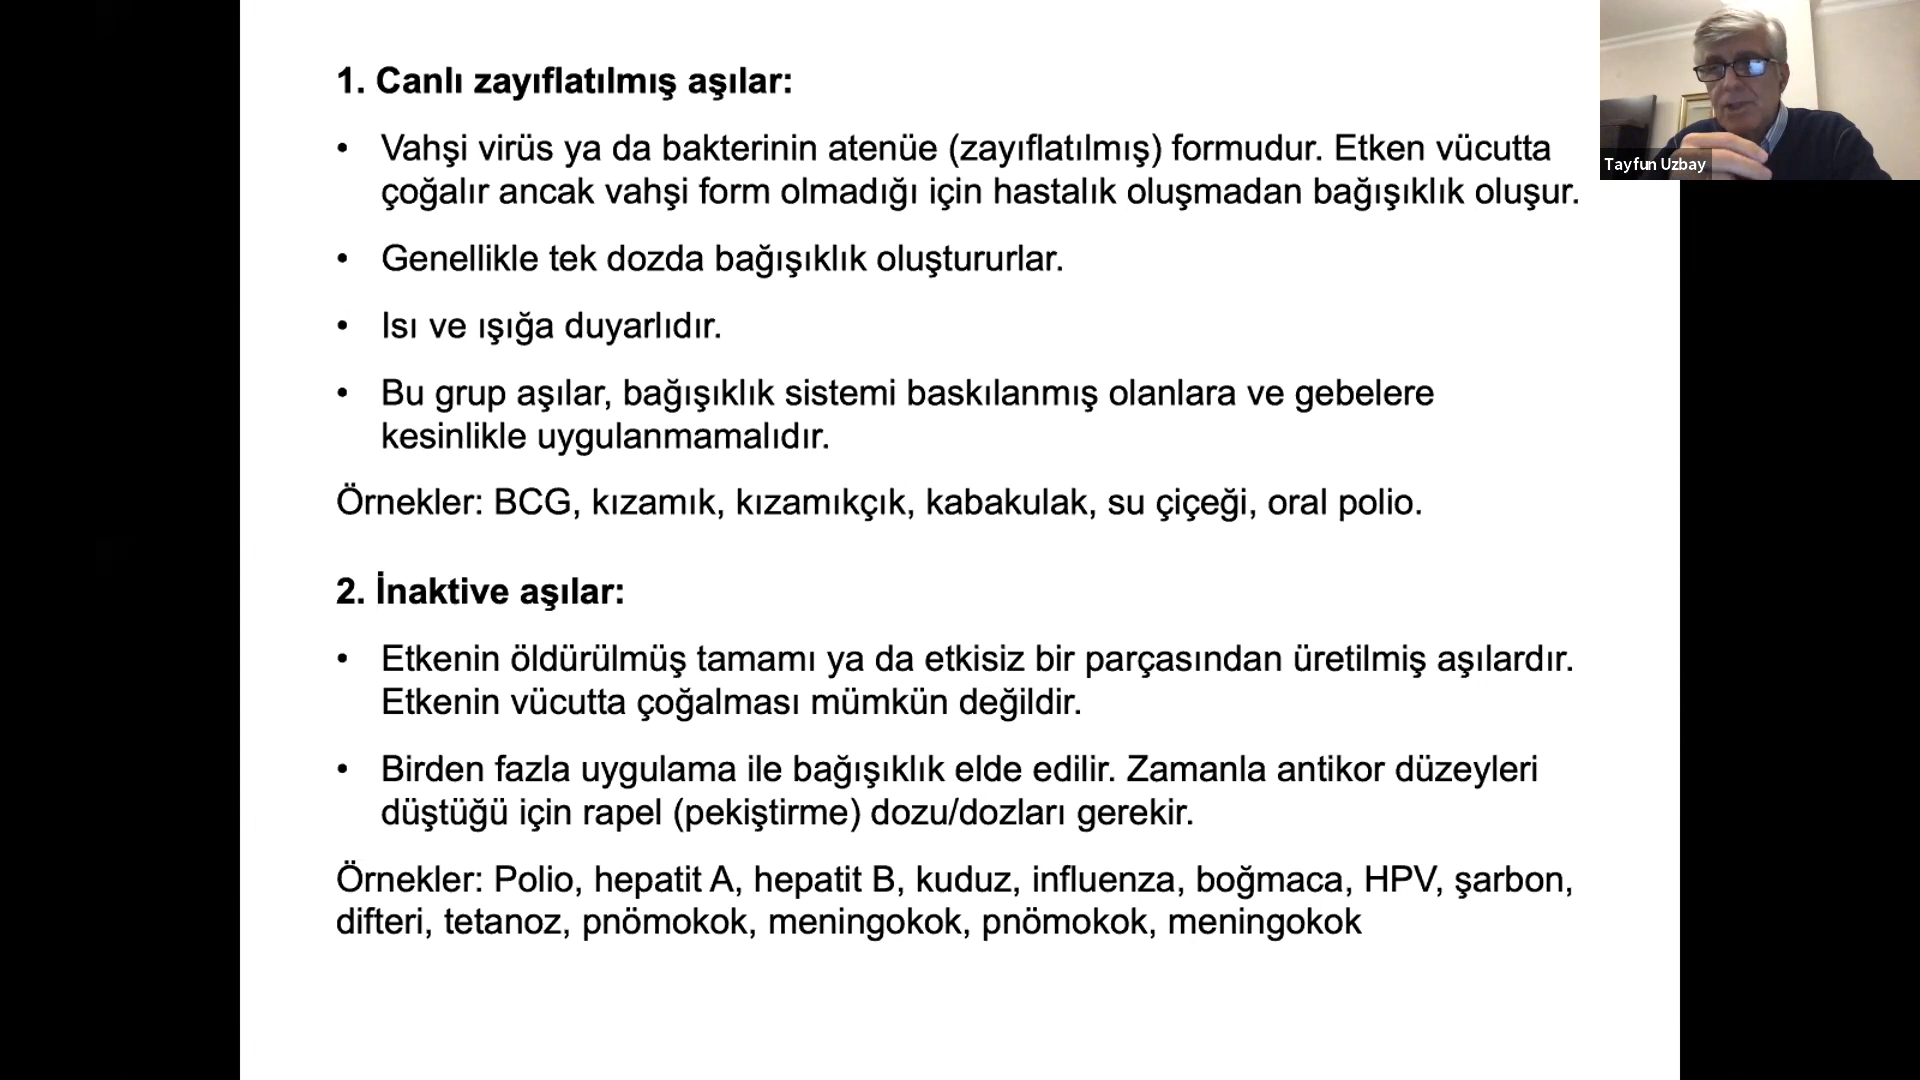 1. Canlı zayıflatılmış aşılar:
• Vahşi virüs ya da bakterinin atenüe (zayıflatılmış) formudur. Etken vücutta
çoğalır ancak vahşi form olmadığı için hastalık oluşmadan bağışıklık oluşur.
• Genellikle tek dozda bağışıklık oluştururlar.
• Isı ve ışığa duyarlıdır.
• Bu grup aşılar, bağışıklık sistemi baskılanmış olanlara ve gebelere
kesinlikle uygulanmamalıdır.
Örnekler: BCG, kızamık, kızamıkçık, kabakulak, su çiçeği, oral polio.
2. İnaktive aşılar:
• Etkenin öldürülmüş tamamı ya da etkisiz bir parçasından üretilmiş aşılardır.
Etkenin vücutta çoğalması mümkün değildir.
• Birden fazla uygulama ile bağışıklık elde edilir. Zamanla antikor düzeyleri
düştüğü için rapel (pekiştirme) dozu/dozları gerekir.
Örnekler: Polio, hepatit A, hepatit B, kuduz, influenza, boğmaca, HPV, şarbon,
difteri, tetanoz, pnömokok, meningokok, pnömokok, meningokok
Tayfun Uzbay